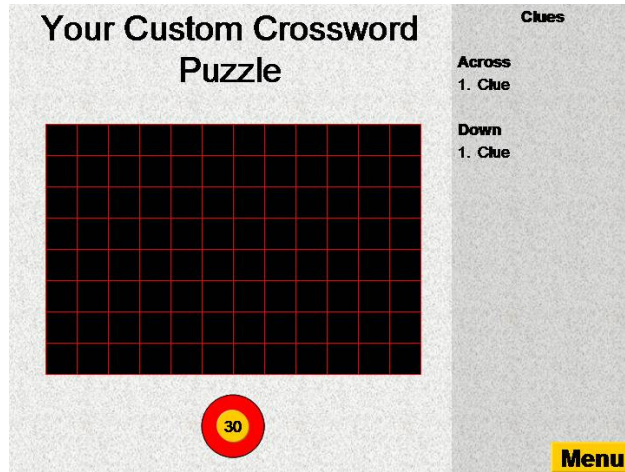 Your Custom Crossword
Puzzle
Clues
Across
1. Clue
Down
1. Clue
30
Menu